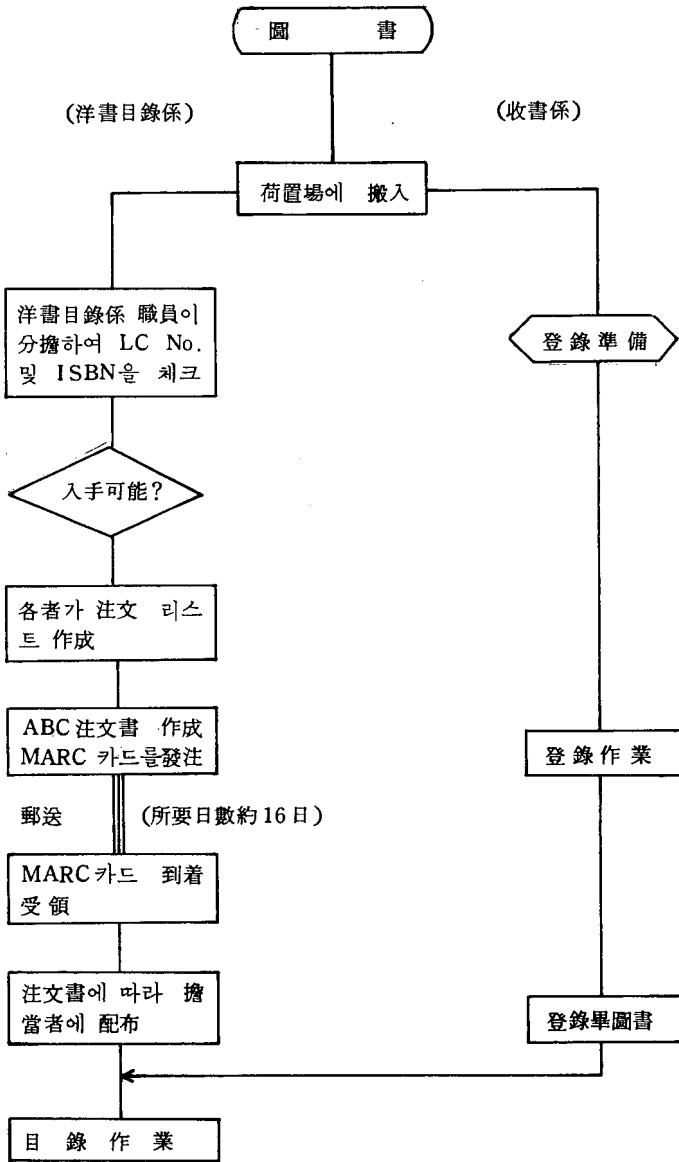 圖 書
(洋書目錄係)
(收書係)
荷置場에 搬入
洋書目錄係 職員이
分擔하여 LC No.
및 ISBN을 체크
登錄準備
入手可能?
各者가 注文 리스
트 作成
ABC注文書 作成
MARC 카드를發注
登錄作業
郵送 (所要日數約16日)
MARC카드 到着
受領
注文書에 따라 擔
當者에 配布
登錄畢圖書
目錄作業